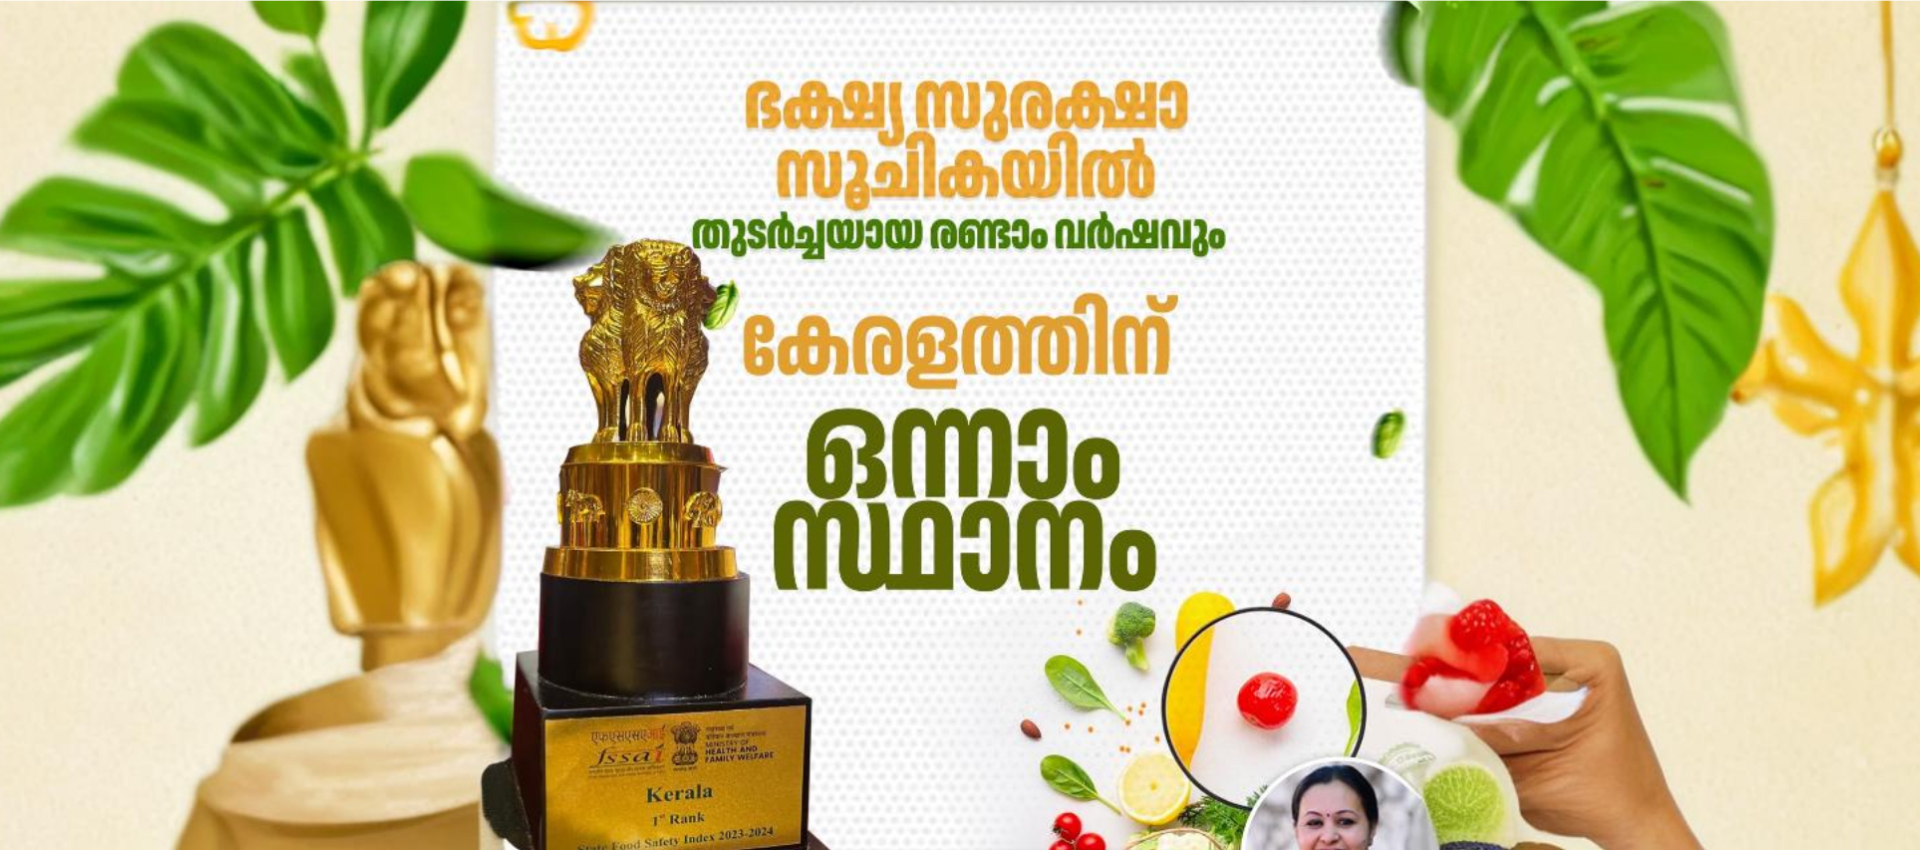 ഭക്ഷ്യ സുരക്ഷാ
സൂചികയിൽ
തുടർച്ചയായ രണ്ടാം വർഷവും
കേരളത്തിന്
ഒന്നാം
സ്ഥാനം
एफएसएसएआई
fssai
MINISTRY OF
HEALTH AND
FAMILY WELFARE
Kerala
1st Rank
State Food Safety Index 2023-2024